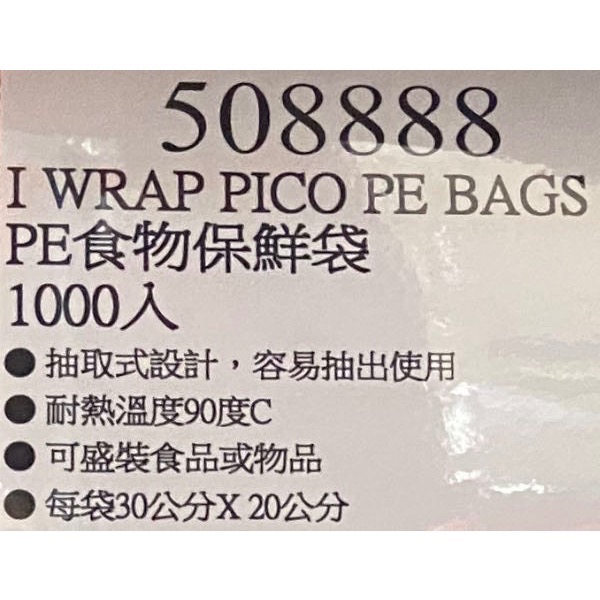 508888
I WRAP PICO PE BAGS
PE食物保鮮袋
1000入
● 抽取式設計，容易抽出使用
● 耐熱溫度90度C
● 可盛裝食品或物品
● 每袋30公分X 20公分